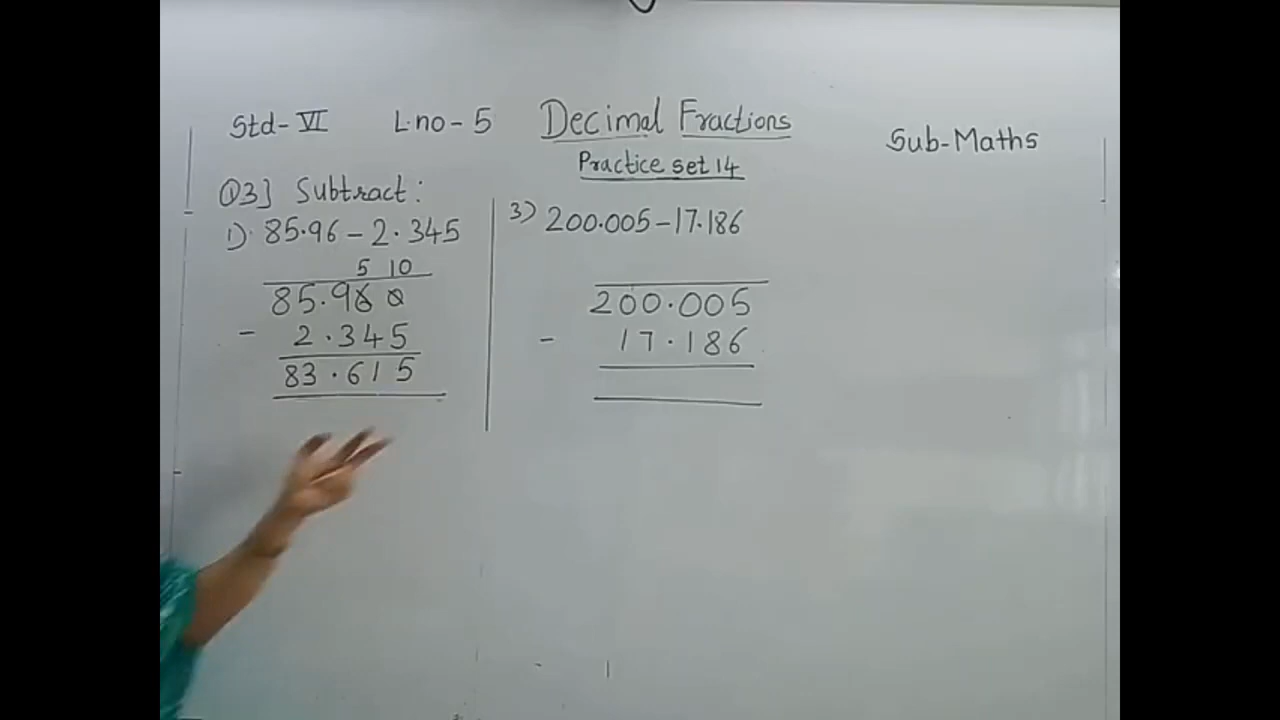 Std-VI L.no-5 Decimal Fractions Sub-Maths
Practice set 14
Q3] Subtract:
1) 85.96 - 2.345
5 10
85.960
- 2.345
83.615
3) 200.005 - 17.186
200.005
- 17.186